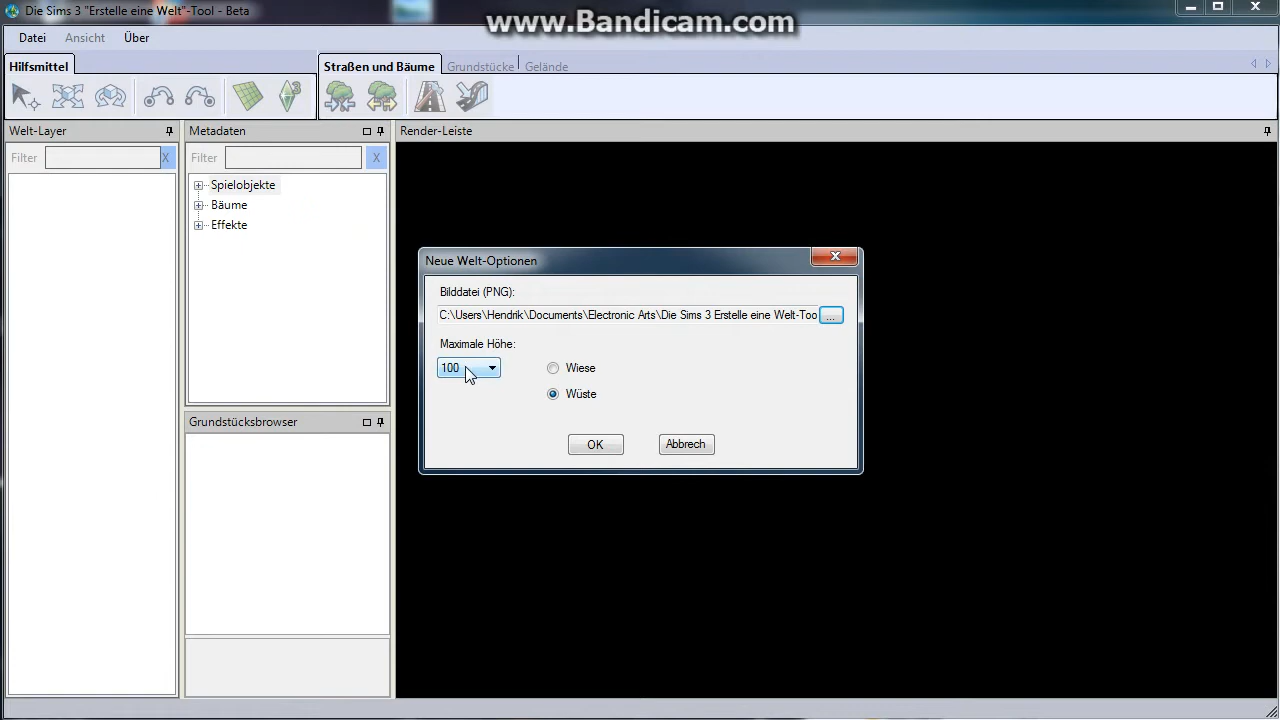 Die Sims 3 "Erstelle eine Welt"-Tool - Beta
www.Bandicam.com
Datei Ansicht Über
Hilfsmittel Straßen und Bäume Grundstücke Gelände
Welt-Layer Metadaten Render-Leiste
Filter X Filter X
Spielobjekte
Bäume
Effekte
Neue Welt-Optionen
Bilddatei (PNG):
C:\Users\Hendrik\Documents\Electronic Arts\Die Sims 3 Erstelle eine Welt-Too ...
Maximale Höhe:
100 Wiese
Wüste
Grundstücksbrowser
OK Abbrech